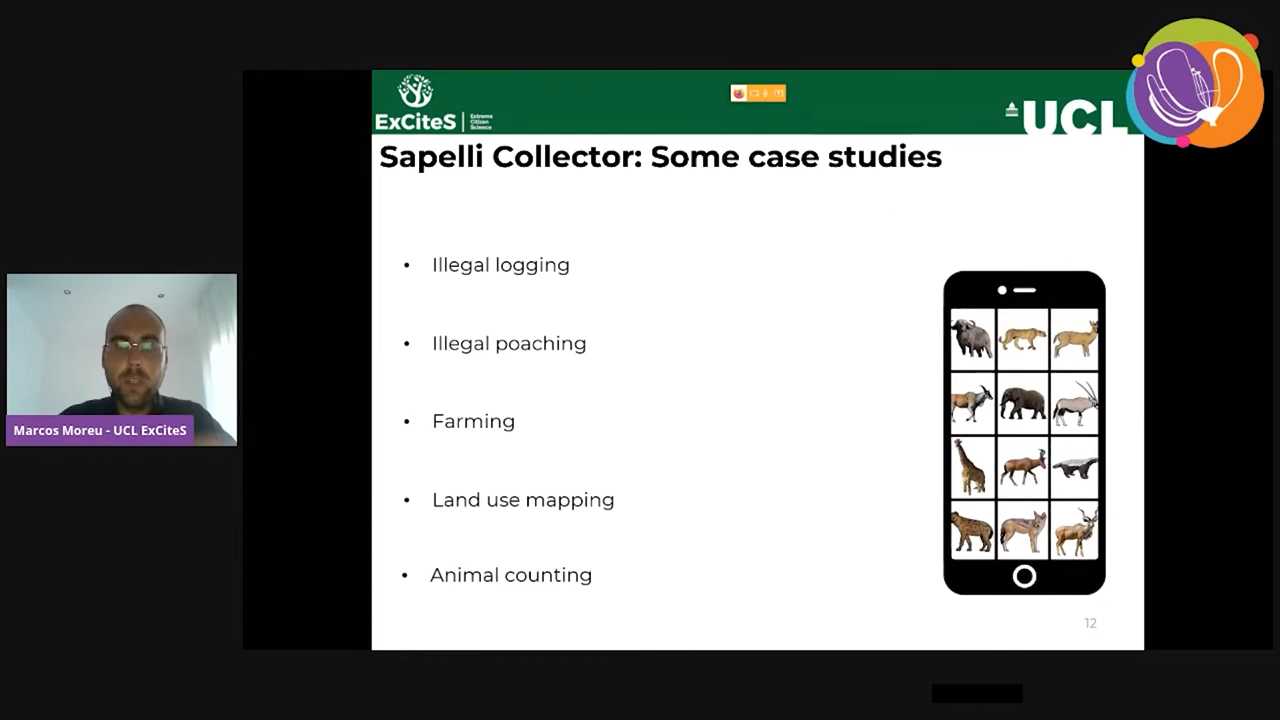 ExCiteS
Extreme
Citizen
Science
UCL
Sapelli Collector: Some case studies
• Illegal logging
• Illegal poaching
• Farming
• Land use mapping
• Animal counting
12
Marcos Moreu - UCL ExCiteS